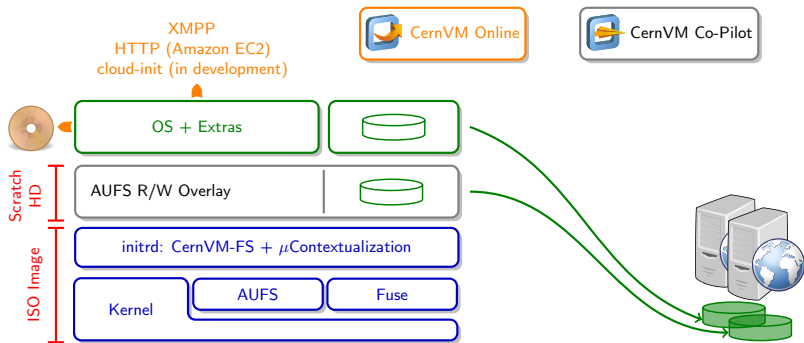 XMPP
HTTP (Amazon EC2)
cloud-init (in development)
CernVM Online
CernVM Co-Pilot
OS + Extras
Scratch
HD
AUFS R/W Overlay
ISO Image
initrd: CernVM-FS + μContextualization
Kernel
AUFS
Fuse